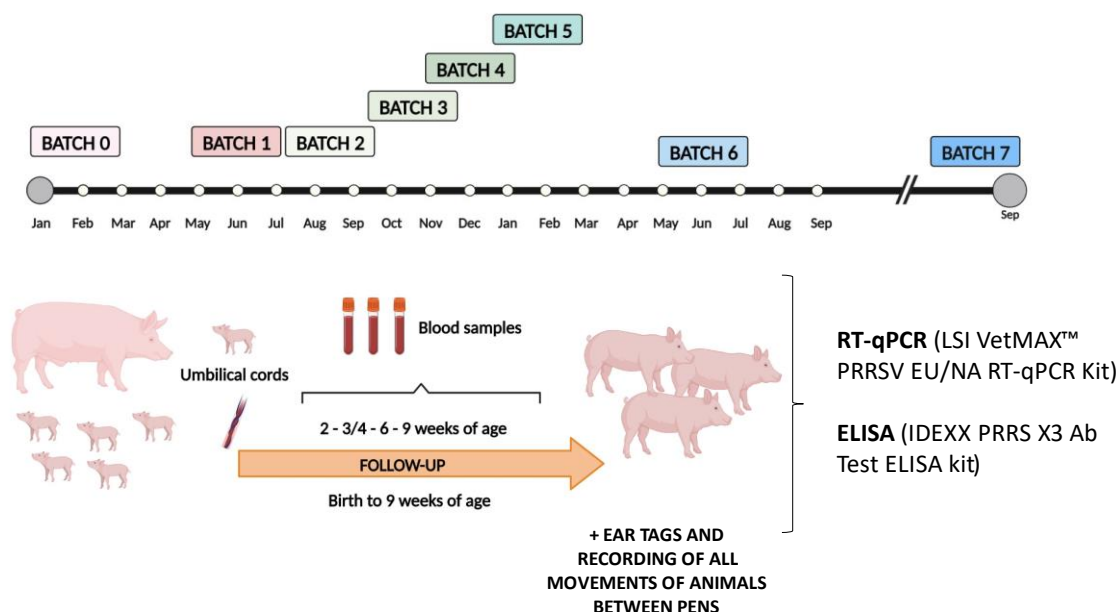 BATCH 5
BATCH 4
BATCH 3
BATCH 0
BATCH 1
BATCH 2
BATCH 6
BATCH 7
Jan Feb Mar Apr May Jun Jul Aug Sep Oct Nov Dec Jan Feb Mar Apr May Jun Jul Aug Sep
Sep
Blood samples
Umbilical cords
2 - 3/4 - 6 - 9 weeks of age
FOLLOW-UP
Birth to 9 weeks of age
+ EAR TAGS AND
RECORDING OF ALL
MOVEMENTS OF ANIMALS
BETWEEN PENS
RT-qPCR (LSI VetMAX™
PRRSV EU/NA RT-qPCR Kit)
ELISA (IDEXX PRRS X3 Ab
Test ELISA kit)